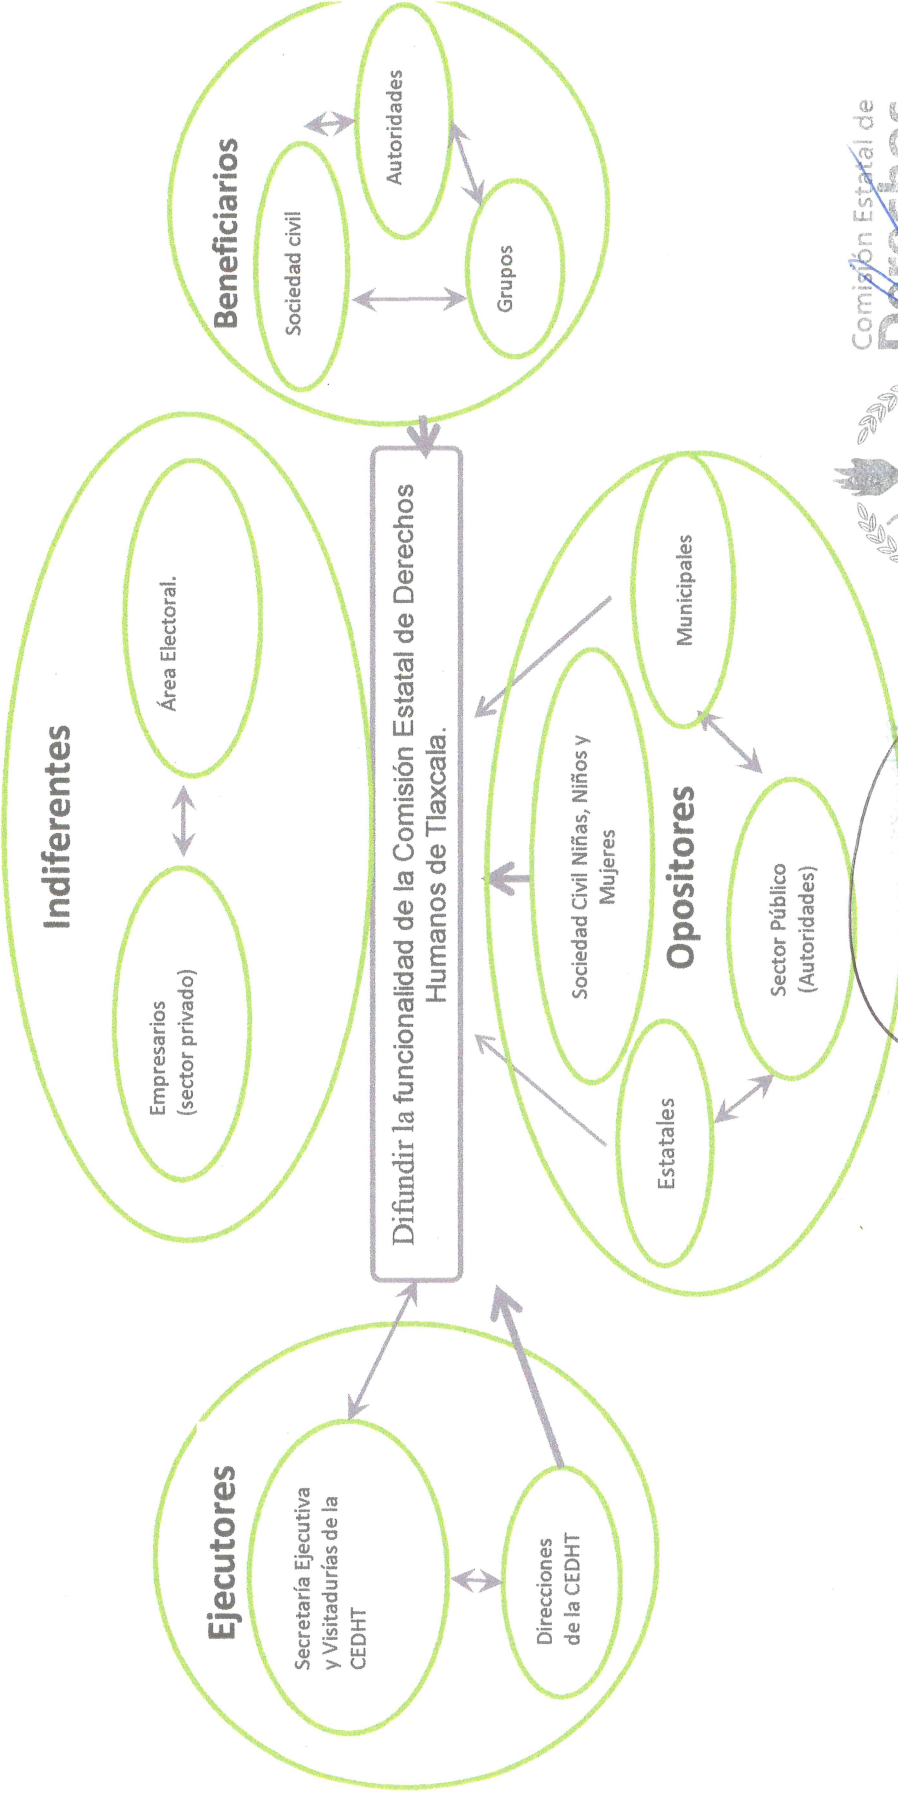 Indiferentes
Empresarios
(sector privado)
Área Electoral.
Ejecutores
Secretaría Ejecutiva
y Visitadurías de la
CEDHT
Direcciones
de la CEDHT
Difundir la funcionalidad de la Comisión Estatal de Derechos
Humanos de Tlaxcala.
Beneficiarios
Sociedad civil
Autoridades
Grupos
Sociedad Civil Niñas, Niños y
Mujeres
Opositores
Estatales
Municipales
Sector Público
(Autoridades)
Comisión Estatal de
Derechos